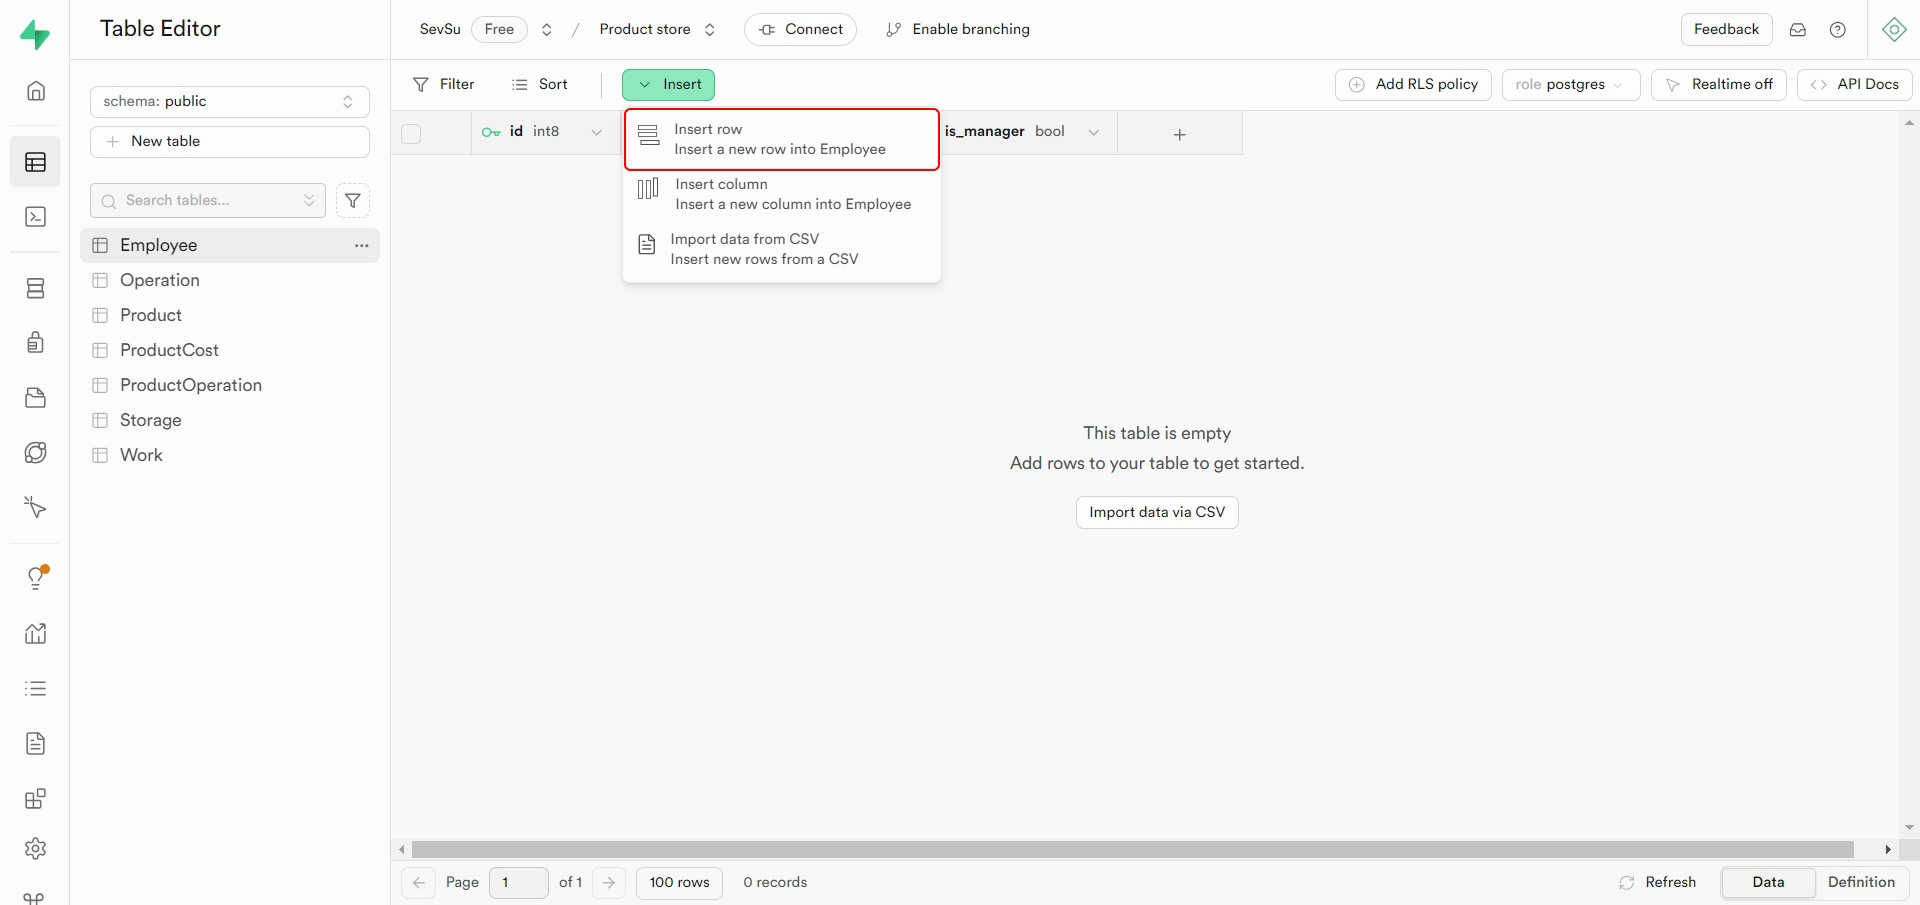 Table Editor
SevSu Free / Product store Connect Enable branching
Feedback
schema: public
New table
Search tables...
Employee
Operation
Product
ProductCost
ProductOperation
Storage
Work
Filter Sort Insert
Add RLS policy role postgres Realtime off API Docs
id int8
is_manager bool
Insert row
Insert a new row into Employee
Insert column
Insert a new column into Employee
Import data from CSV
Insert new rows from a CSV
This table is empty
Add rows to your table to get started.
Import data via CSV
Page 1 of 1 100 rows 0 records
Refresh Data Definition